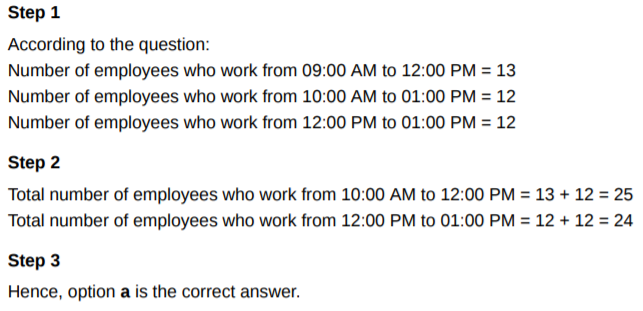 Step 1
According to the question:
Number of employees who work from 09:00 AM to 12:00 PM = 13
Number of employees who work from 10:00 AM to 01:00 PM = 12
Number of employees who work from 12:00 PM to 01:00 PM = 12
Step 2
Total number of employees who work from 10:00 AM to 12:00 PM = 13 + 12 = 25
Total number of employees who work from 12:00 PM to 01:00 PM = 12 + 12 = 24
Step 3
Hence, option a is the correct answer.